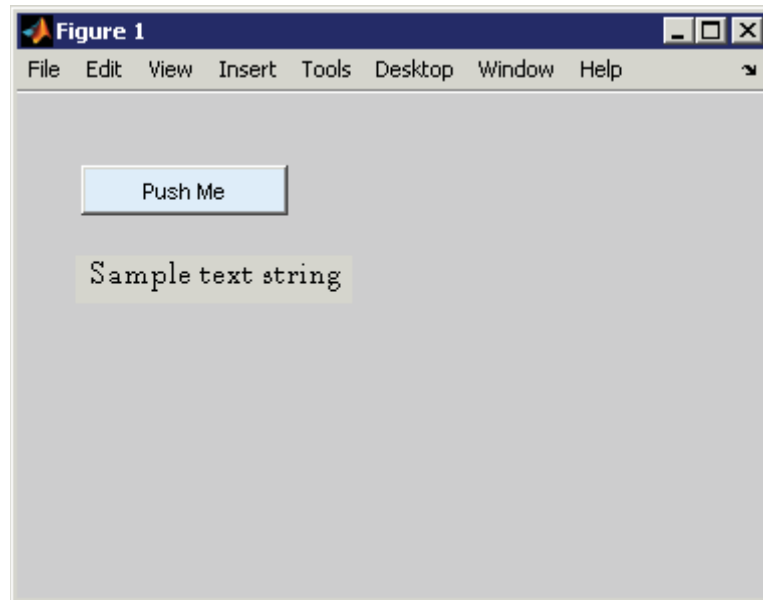 Figure 1
File Edit View Insert Tools Desktop Window Help
Push Me
Sample text string